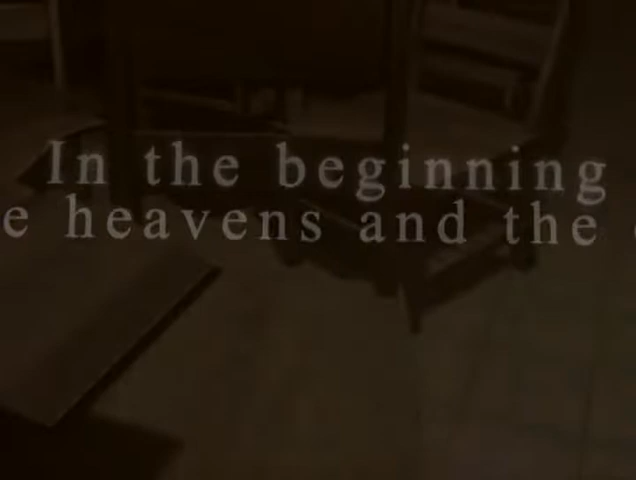 In the beginning
e heavens and the